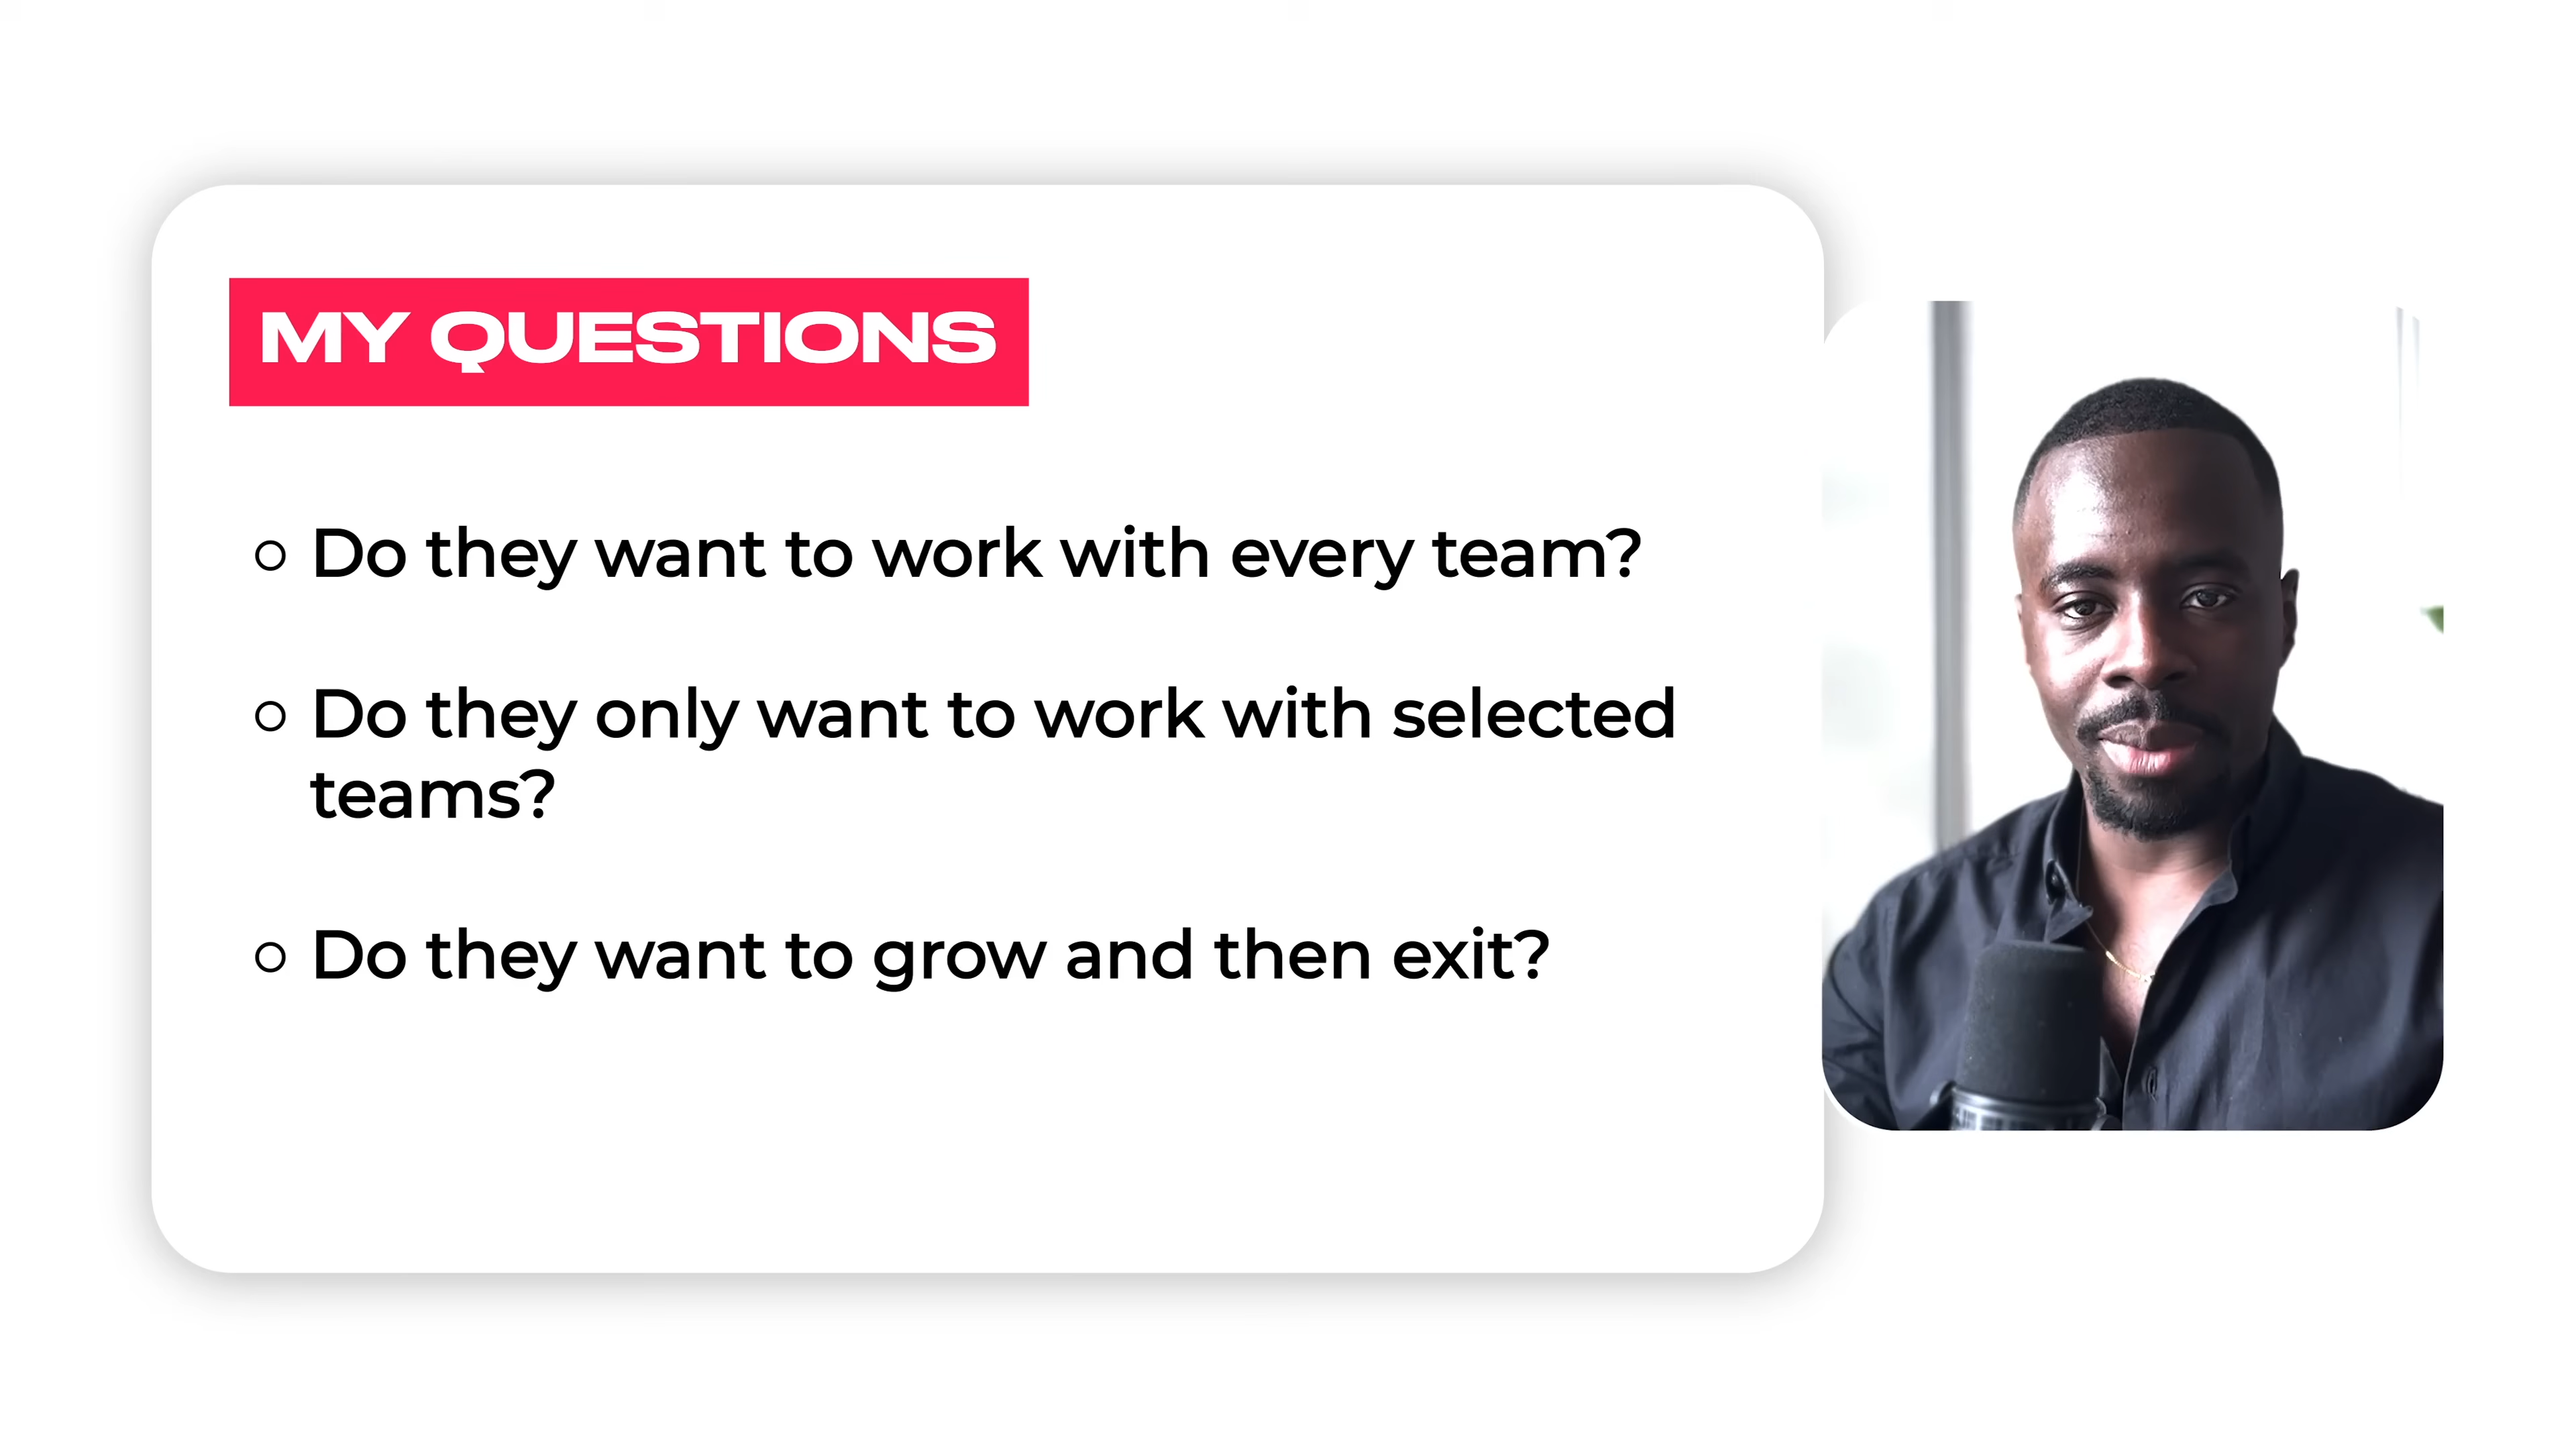 MY QUESTIONS
Do they want to work with every team?
Do they only want to work with selected
teams?
Do they want to grow and then exit?